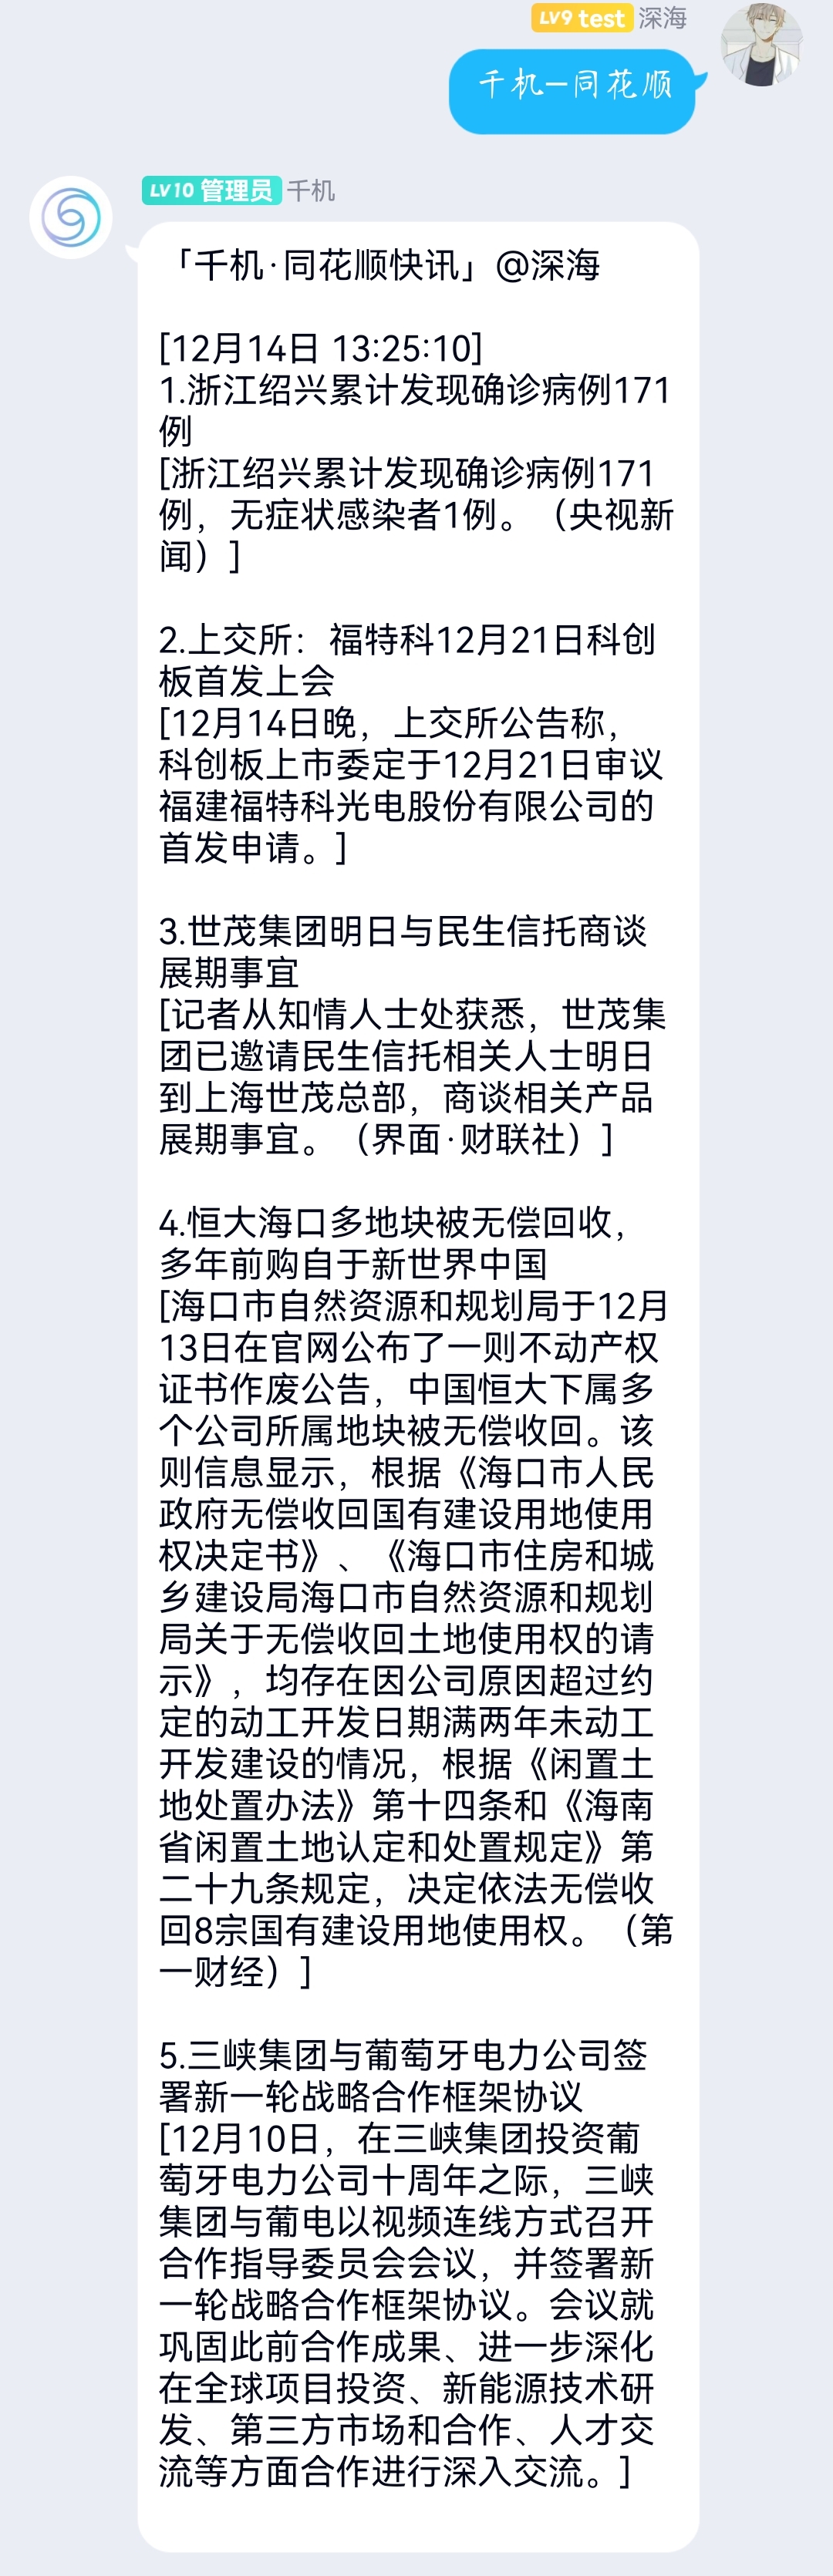 LV9 test 深海
千机-同花顺
LV10 管理员 千机
「千机·同花顺快讯」@深海
[12月14日 13:25:10]
1.浙江绍兴累计发现确诊病例171
例
[浙江绍兴累计发现确诊病例171
例，无症状感染者1例。（央视新
闻）]
2.上交所：福特科12月21日科创
板首发上会
[12月14日晚，上交所公告称，
科创板上市委定于12月21日审议
福建福特科光电股份有限公司的
首发申请。]
3.世茂集团明日与民生信托商谈
展期事宜
[记者从知情人士处获悉，世茂集
团已邀请民生信托相关人士明日
到上海世茂总部，商谈相关产品
展期事宜。（界面·财联社）]
4.恒大海口多地块被无偿回收，
多年前购自于新世界中国
[海口市自然资源和规划局于12月
13日在官网公布了一则不动产权
证书作废公告，中国恒大下属多
个公司所属地块被无偿收回。该
则信息显示，根据《海口市人民
政府无偿收回国有建设用地使用
权决定书》、《海口市住房和城
乡建设局海口市自然资源和规划
局关于无偿收回土地使用权的请
示》，均存在因公司原因超过约
定的动工开发日期满两年未动工
开发建设的情况，根据《闲置土
地处置办法》第十四条和《海南
省闲置土地认定和处置规定》第
二十九条规定，决定依法无偿收
回8宗国有建设用地使用权。（第
一财经）]
5.三峡集团与葡萄牙电力公司签
署新一轮战略合作框架协议
[12月10日，在三峡集团投资葡
萄牙电力公司十周年之际，三峡
集团与葡电以视频连线方式召开
合作指导委员会会议，并签署新
一轮战略合作框架协议。会议就
巩固此前合作成果、进一步深化
在全球项目投资、新能源技术研
发、第三方市场和合作、人才交
流等方面合作进行深入交流。]